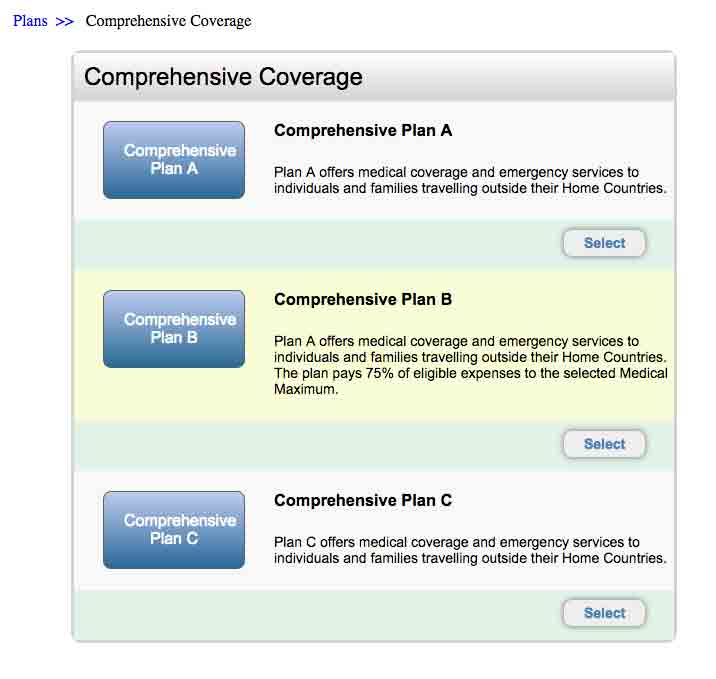 Plans >> Comprehensive Coverage
Comprehensive Coverage
Comprehensive
Plan A
Comprehensive Plan A
Plan A offers medical coverage and emergency services to
individuals and families travelling outside their Home Countries.
Select
Comprehensive
Plan B
Comprehensive Plan B
Plan A offers medical coverage and emergency services to
individuals and families travelling outside their Home Countries.
The plan pays 75% of eligible expenses to the selected Medical
Maximum.
Select
Comprehensive
Plan C
Comprehensive Plan C
Plan C offers medical coverage and emergency services to
individuals and families travelling outside their Home Countries.
Select